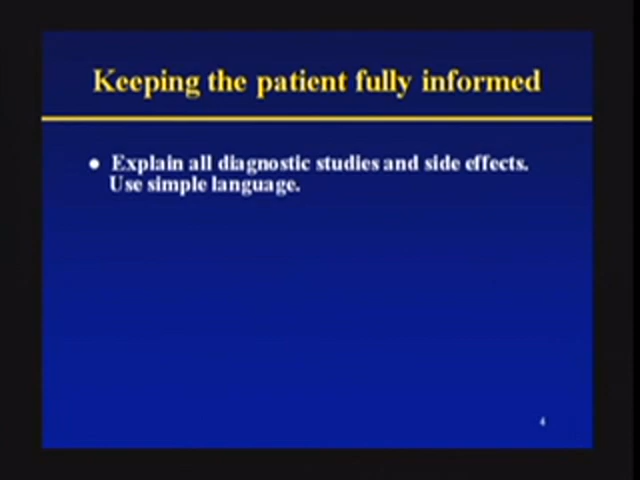 Keeping the patient fully informed
● Explain all diagnostic studies and side effects.
Use simple language.
4